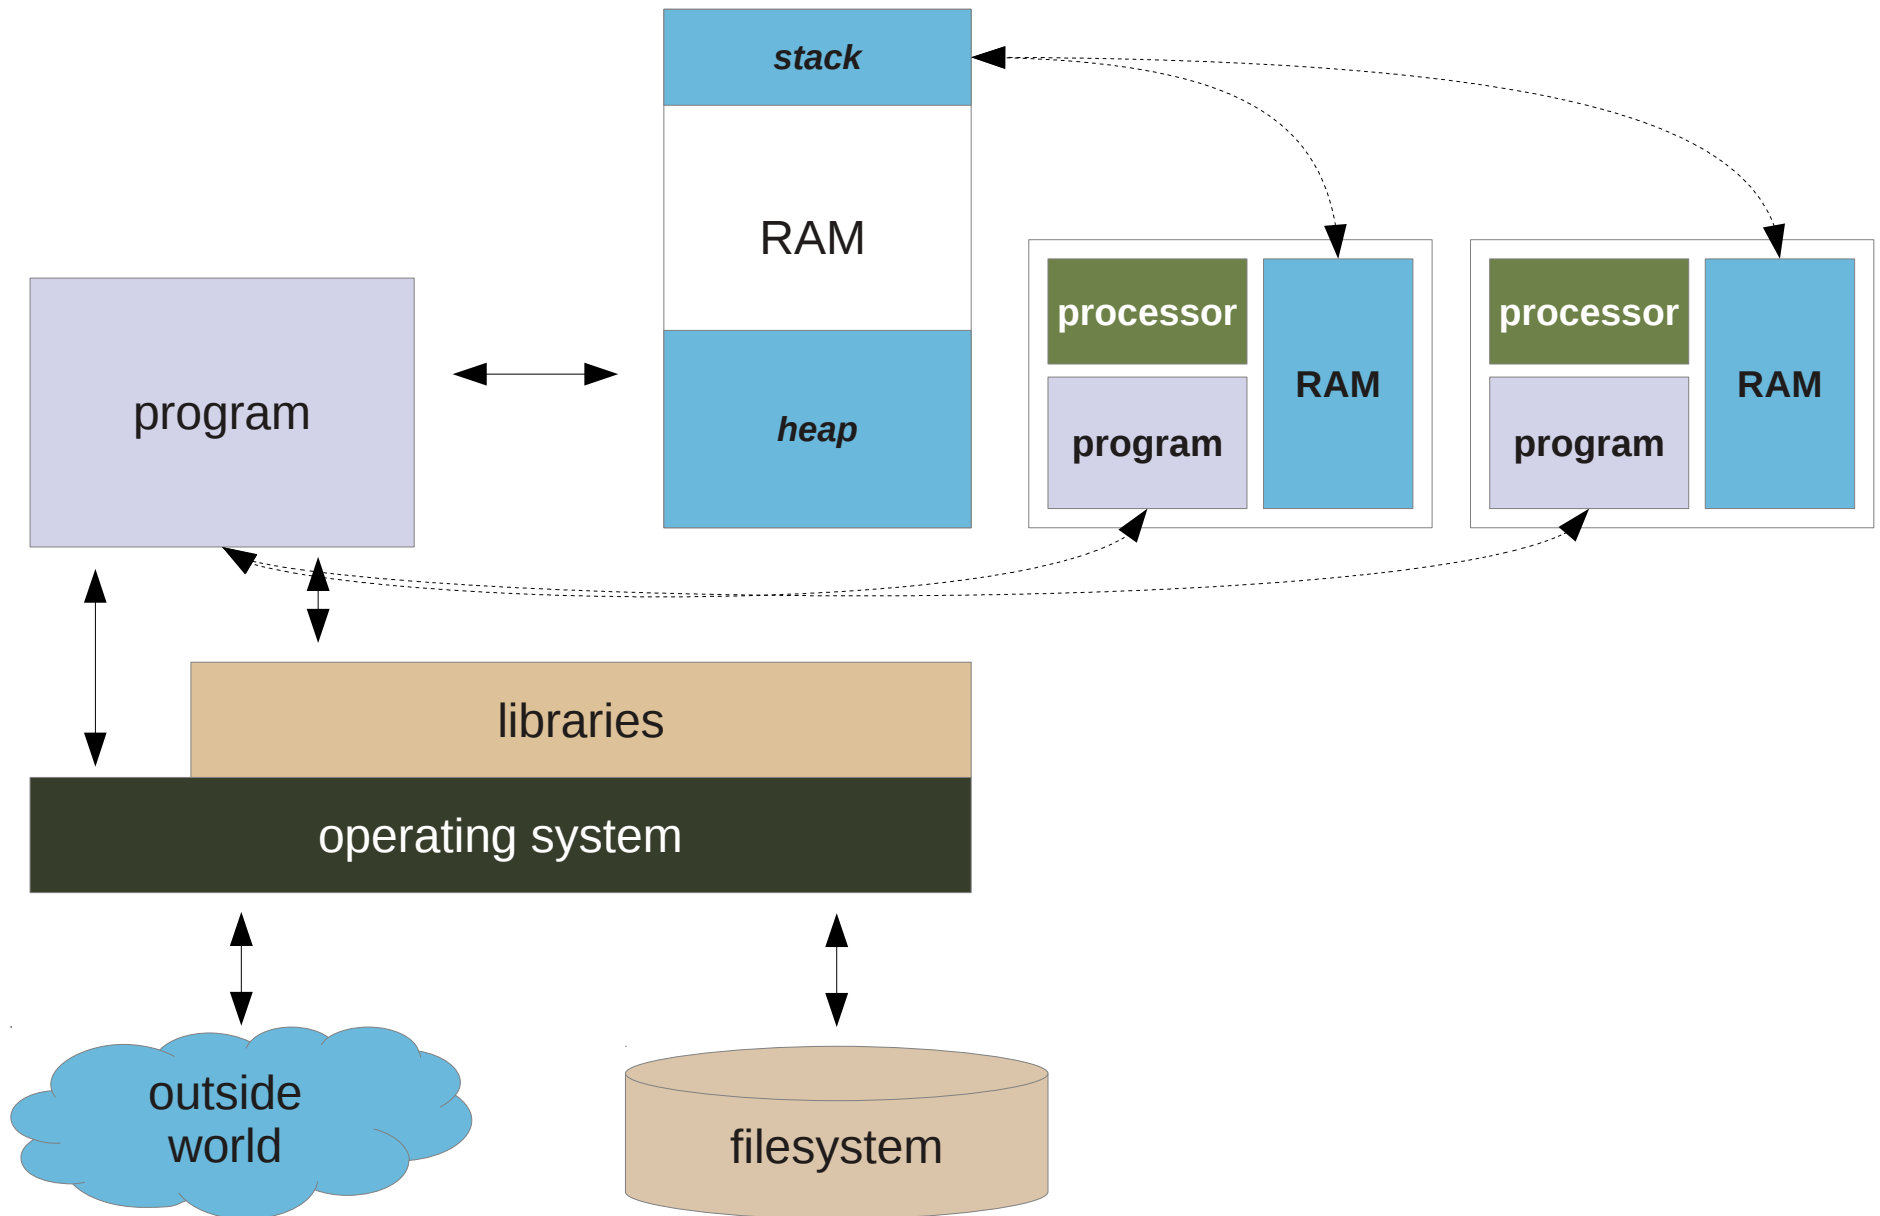 stack
RAM
heap
program
processor
program
RAM
processor
program
RAM
libraries
operating system
outside
world
filesystem